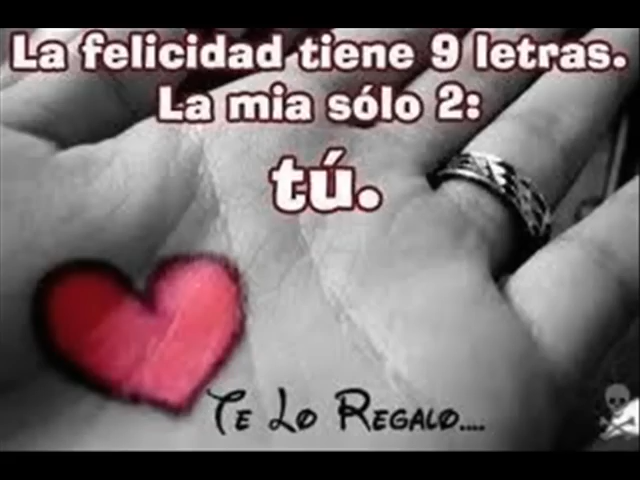 La felicidad tiene 9 letras.
La mia sólo 2:
tú.
Te Lo Regalo....